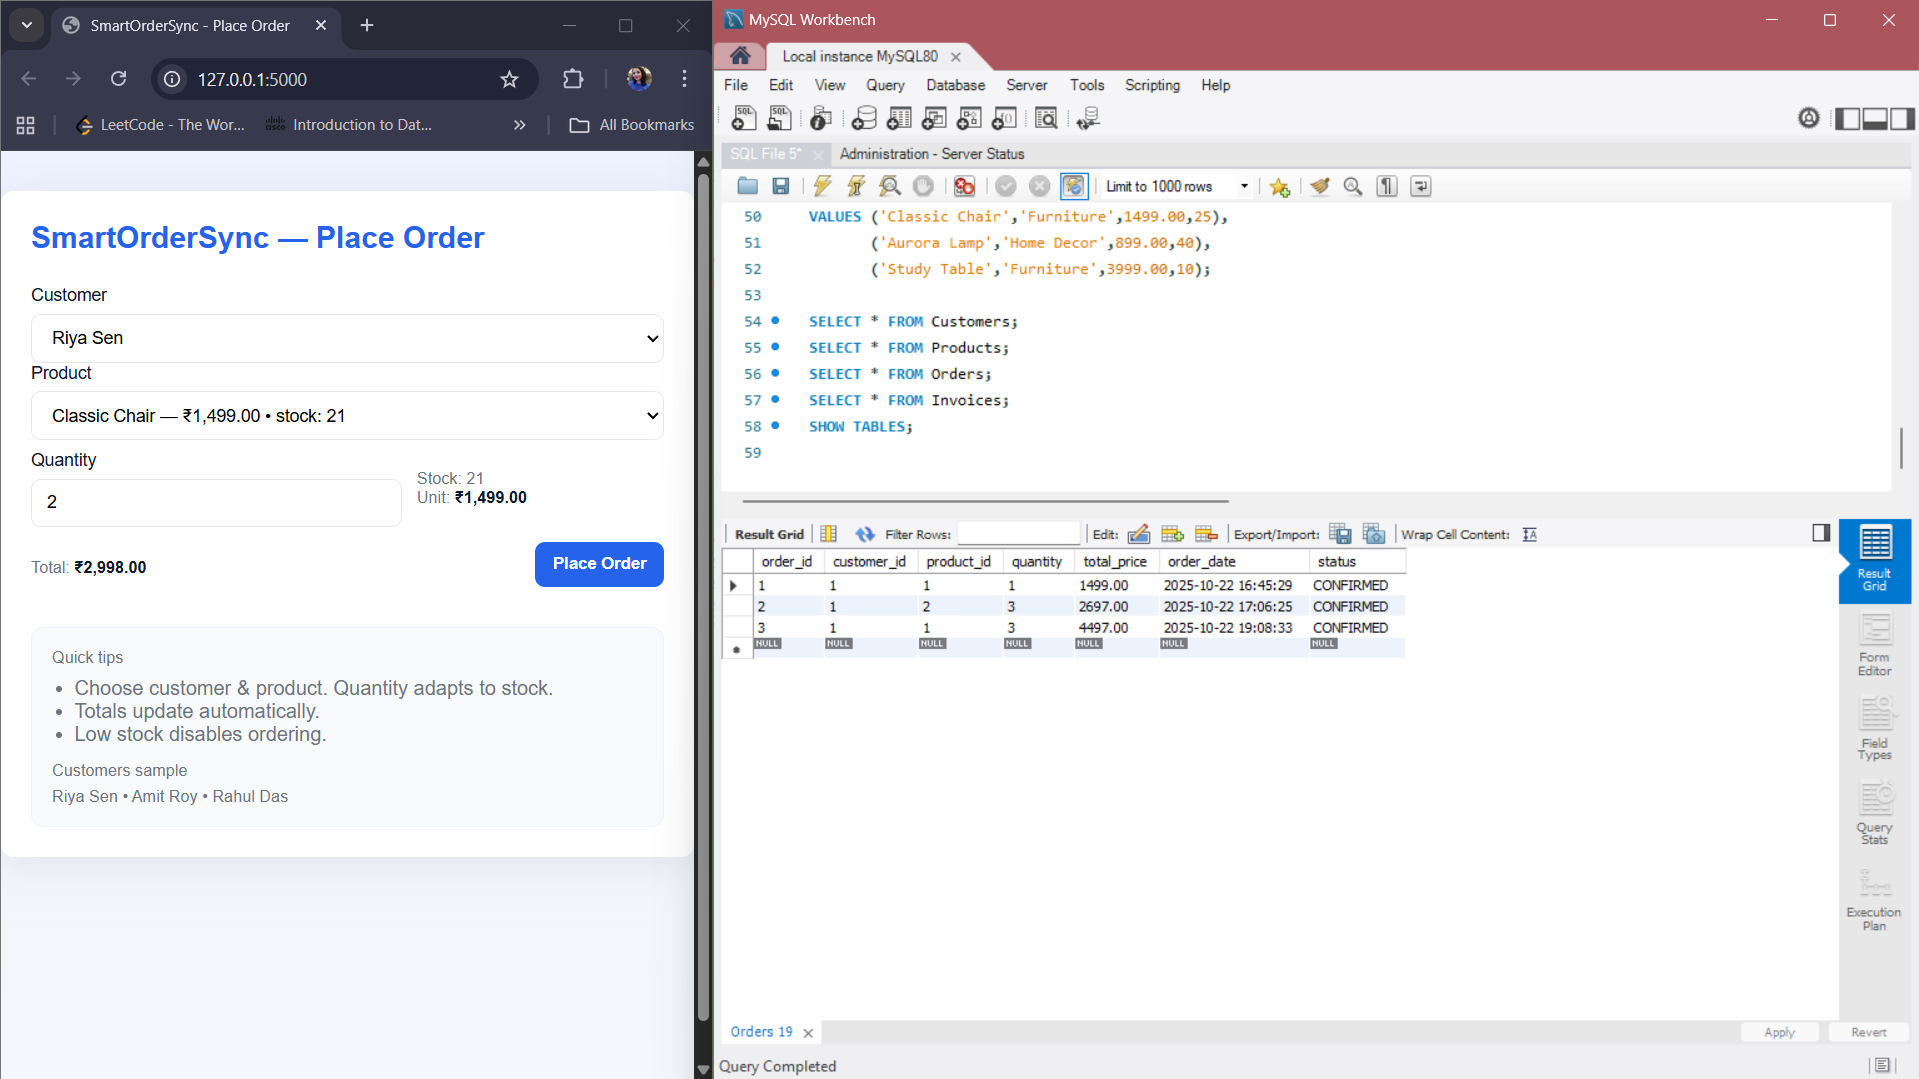 SmartOrderSync - Place Order
127.0.0.1:5000
LeetCode - The Wor...
Introduction to Dat...
All Bookmarks
SmartOrderSync — Place Order
Customer
Riya Sen
Product
Classic Chair — ₹1,499.00 • stock: 21
Quantity
2
Stock: 21
Unit: ₹1,499.00
Total: ₹2,998.00
Place Order
Quick tips
• Choose customer & product. Quantity adapts to stock.
• Totals update automatically.
• Low stock disables ordering.
Customers sample
Riya Sen • Amit Roy • Rahul Das
MySQL Workbench
Local instance MySQL80
File Edit View Query Database Server Tools Scripting Help
SQL File 5* Administration - Server Status
Limit to 1000 rows
50 VALUES ('Classic Chair','Furniture',1499.00,25),
51 ('Aurora Lamp','Home Decor',899.00,40),
52 ('Study Table','Furniture',3999.00,10);
53
54 SELECT * FROM Customers;
55 SELECT * FROM Products;
56 SELECT * FROM Orders;
57 SELECT * FROM Invoices;
58 SHOW TABLES;
59
Result Grid Filter Rows: Edit: Export/Import: Wrap Cell Content:
order_id customer_id product_id quantity total_price order_date status
1 1 1 1 1499.00 2025-10-22 16:45:29 CONFIRMED
2 1 2 3 2697.00 2025-10-22 17:06:25 CONFIRMED
3 1 1 3 4497.00 2025-10-22 19:08:33 CONFIRMED
NULL NULL NULL NULL NULL NULL NULL
Result
Grid
Form
Editor
Field
Types
Query
Stats
Execution
Plan
Orders 19
Apply Revert
Query Completed